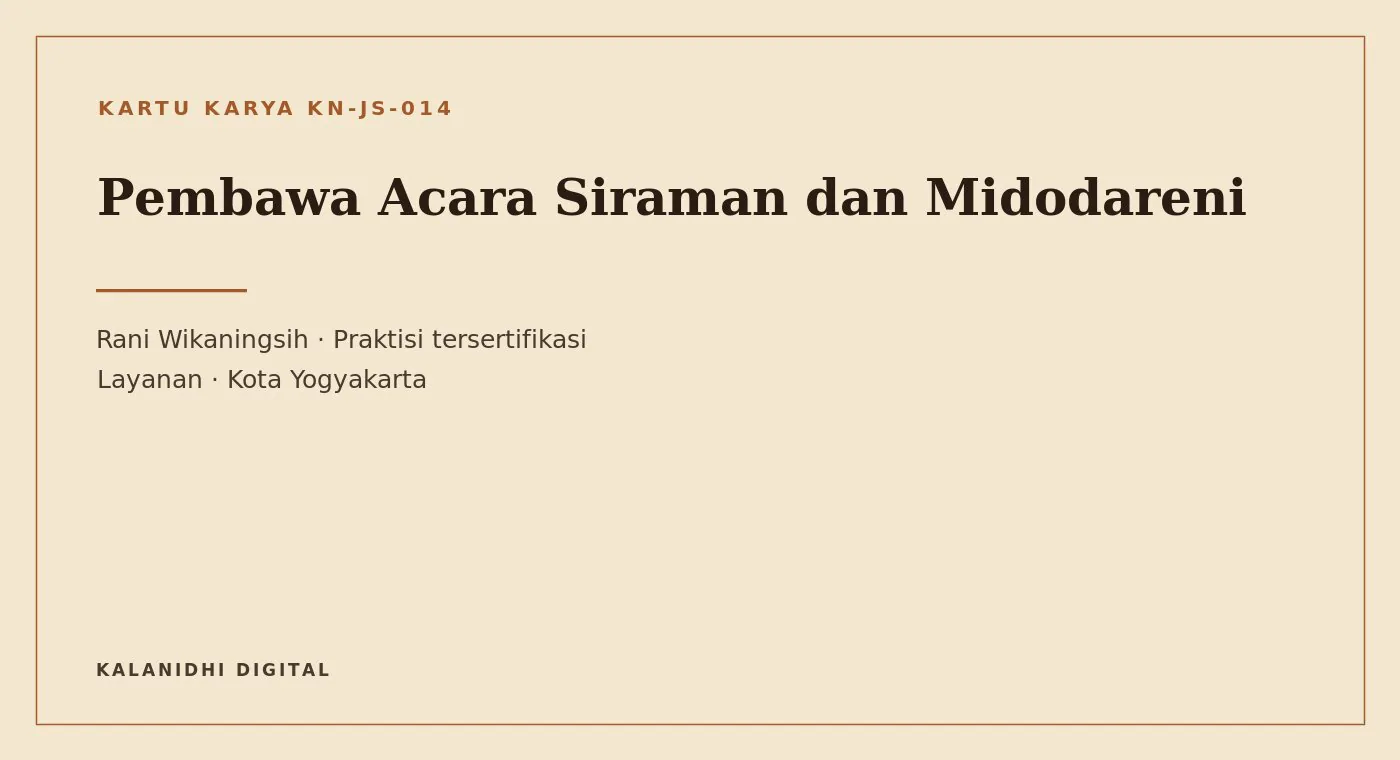 KARTU KARYA KN-JS-014
Pembawa Acara Siraman dan Midodareni
Rani Wikaningsih · Praktisi tersertifikasi
Layanan · Kota Yogyakarta
KALANIDHI DIGITAL